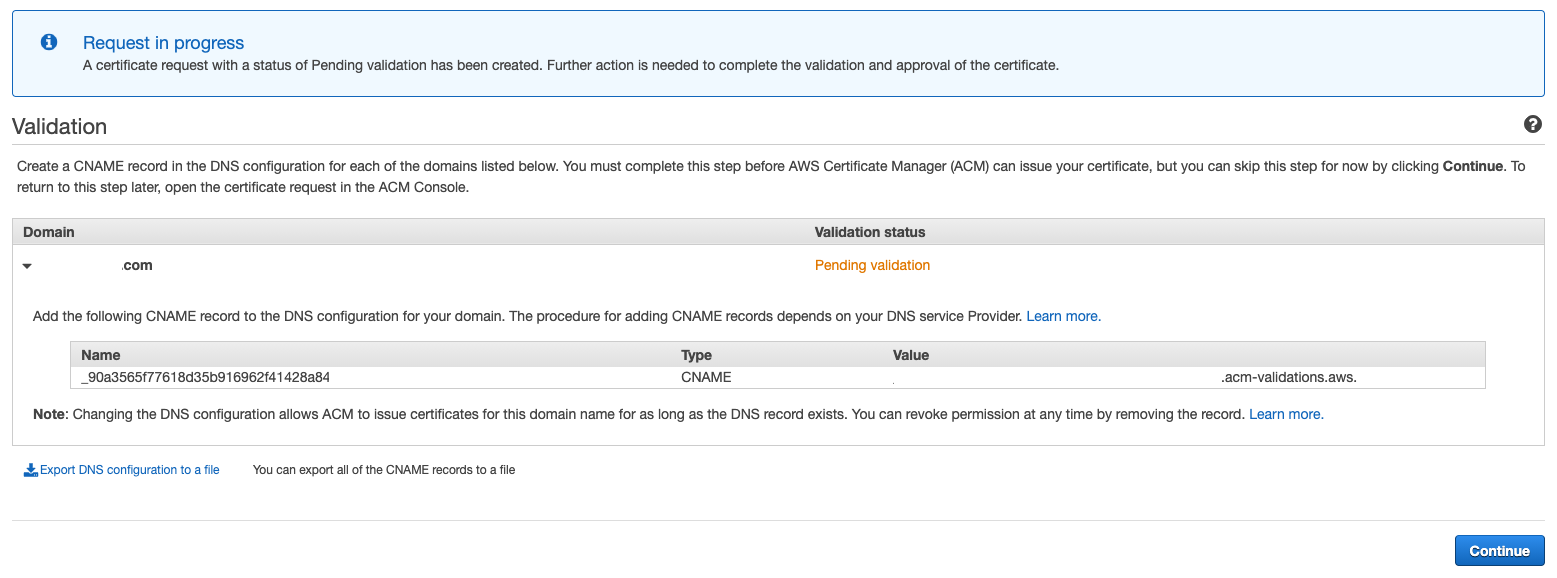 Request in progress
A certificate request with a status of Pending validation has been created. Further action is needed to complete the validation and approval of the certificate.
Validation
Create a CNAME record in the DNS configuration for each of the domains listed below. You must complete this step before AWS Certificate Manager (ACM) can issue your certificate, but you can skip this step for now by clicking Continue. To
return to this step later, open the certificate request in the ACM Console.
Domain Validation status
.com Pending validation
Add the following CNAME record to the DNS configuration for your domain. The procedure for adding CNAME records depends on your DNS service Provider. Learn more.
Name Type Value
_90a3565f77618d35b916962f41428a84 CNAME .acm-validations.aws.
Note: Changing the DNS configuration allows ACM to issue certificates for this domain name for as long as the DNS record exists. You can revoke permission at any time by removing the record. Learn more.
Export DNS configuration to a file You can export all of the CNAME records to a file
Continue